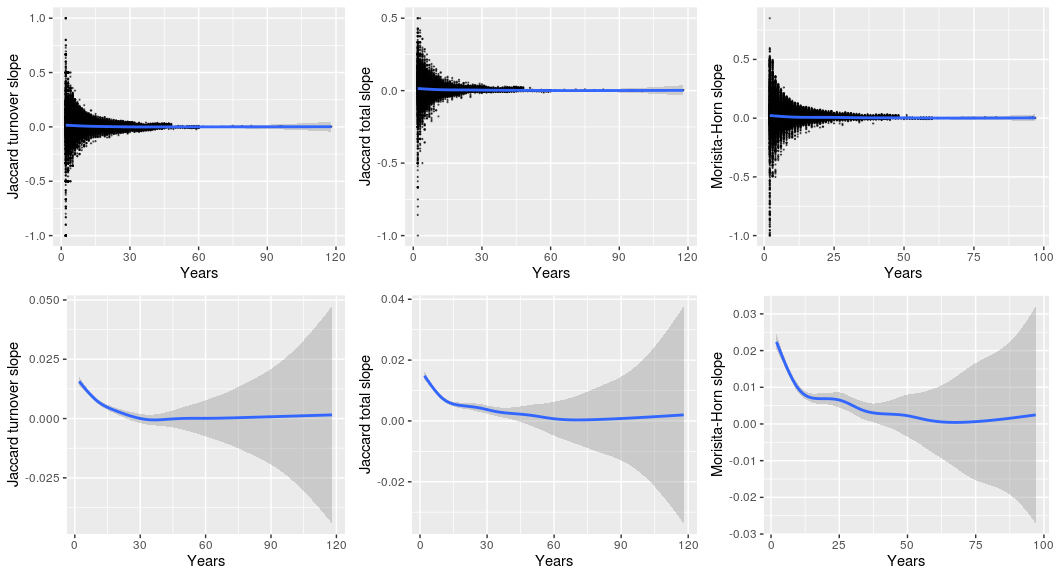 Jaccard turnover slope
1.0
0.5
0.0
-0.5
-1.0
0 30 60 90 120
Years
Jaccard total slope
0.5
0.0
-0.5
-1.0
0 30 60 90 120
Years
Morisita-Horn slope
0.5
0.0
-0.5
-1.0
0 25 50 75 100
Years
Jaccard turnover slope
0.050
0.025
0.000
-0.025
0 30 60 90 120
Years
Jaccard total slope
0.04
0.02
0.00
-0.02
0 30 60 90 120
Years
Morisita-Horn slope
0.03
0.02
0.01
0.00
-0.01
-0.02
-0.03
0 25 50 75 100
Years